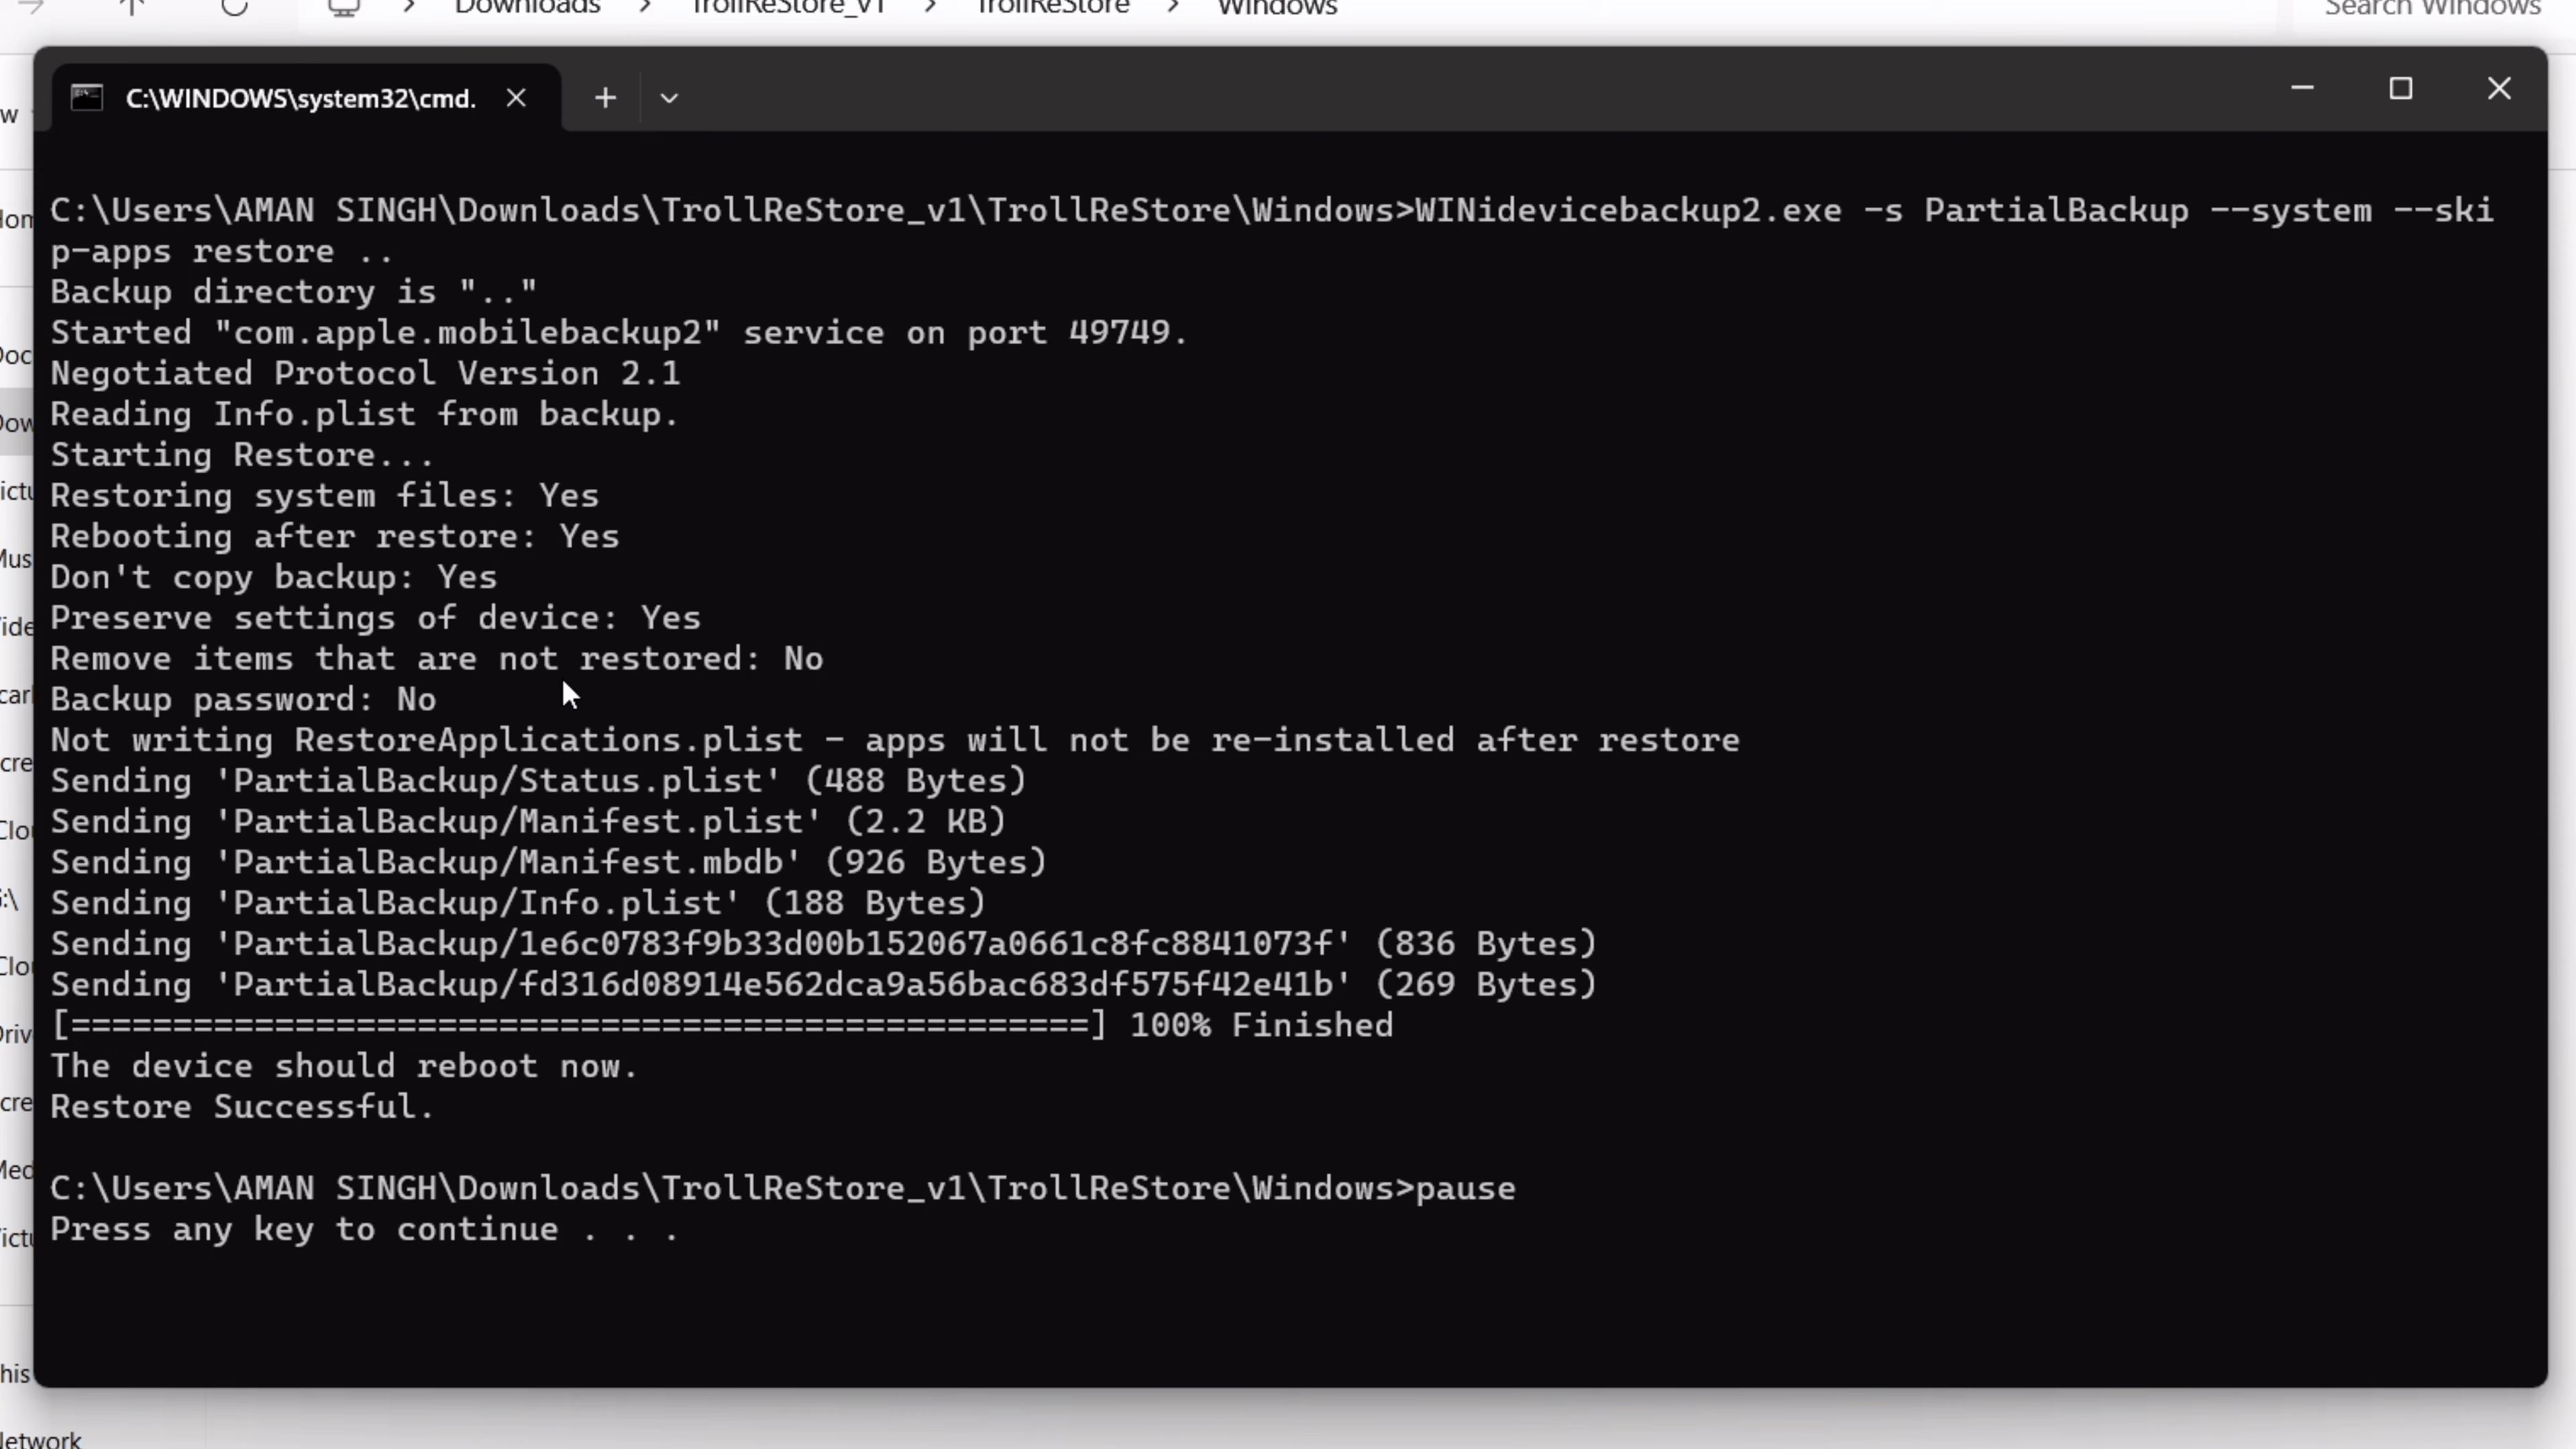 Downloads > TrollReStore_v1 > TrollReStore > Windows
Search Windows
C:\WINDOWS\system32\cmd.
C:\Users\AMAN SINGH\Downloads\TrollReStore_v1\TrollReStore\Windows>WINidevicebackup2.exe -s PartialBackup --system --ski
p-apps restore ..
Backup directory is ".."
Started "com.apple.mobilebackup2" service on port 49749.
Negotiated Protocol Version 2.1
Reading Info.plist from backup.
Starting Restore...
Restoring system files: Yes
Rebooting after restore: Yes
Don't copy backup: Yes
Preserve settings of device: Yes
Remove items that are not restored: No
Backup password: No
Not writing RestoreApplications.plist - apps will not be re-installed after restore
Sending 'PartialBackup/Status.plist' (488 Bytes)
Sending 'PartialBackup/Manifest.plist' (2.2 KB)
Sending 'PartialBackup/Manifest.mbdb' (926 Bytes)
Sending 'PartialBackup/Info.plist' (188 Bytes)
Sending 'PartialBackup/1e6c0783f9b33d00b152067a0661c8fc8841073f' (836 Bytes)
Sending 'PartialBackup/fd316d08914e562dca9a56bac683df575f42e41b' (269 Bytes)
[==================================================] 100% Finished
The device should reboot now.
Restore Successful.
C:\Users\AMAN SINGH\Downloads\TrollReStore_v1\TrollReStore\Windows>pause
Press any key to continue . . .